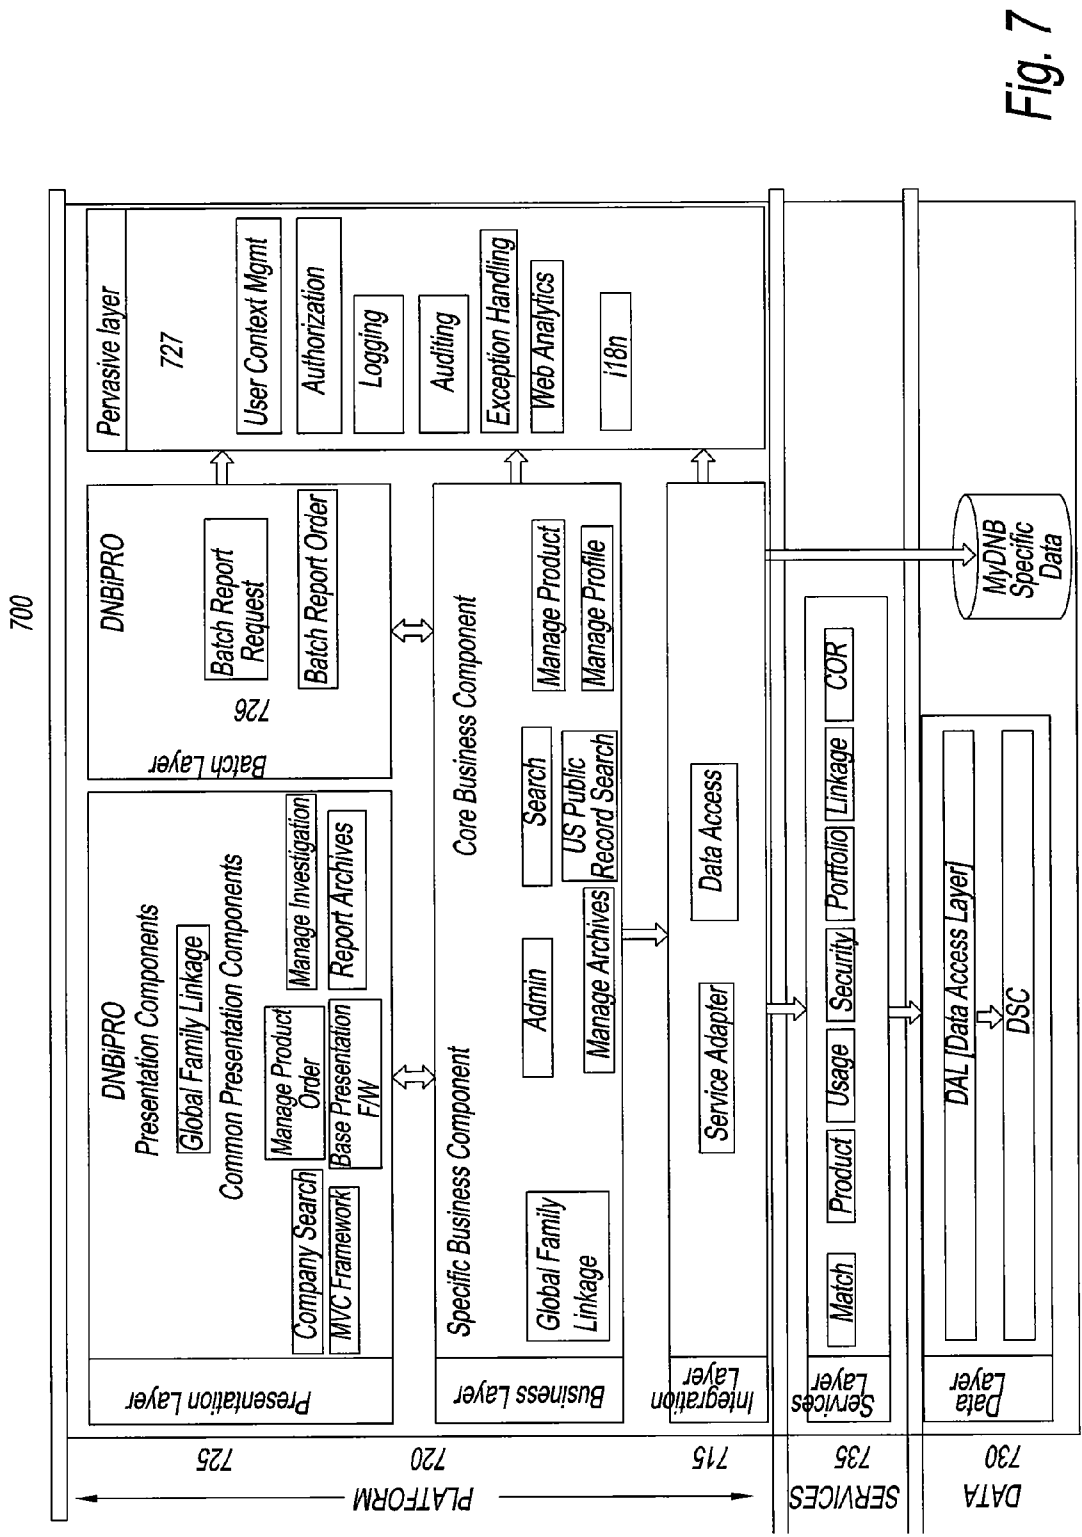 700
DNBiPRO
Presentation Components
Global Family Linkage
Common Presentation Components
Company Search
Manage Product
Order
Manage Investigation
MVC Framework
Base Presentation
F/W
Report Archives
Presentation Layer
725
DNBiPRO
Batch Report
Request
726
Batch Report Order
Batch Layer
Pervasive layer
727
User Context Mgmt
Authorization
Logging
Auditing
Exception Handling
Web Analytics
i18n
PLATFORM
720
Business Layer
Specific Business Component
Core Business Component
Global Family
Linkage
Admin
Search
Manage Product
Manage Archives
US Public
Record Search
Manage Profile
715
Integration
Layer
Service Adapter
Data Access
SERVICES
735
Services
Layer
Match
Product
Usage
Security
Portfolio
Linkage
COR
DATA
730
Data
Layer
DAL [Data Access Layer]
DSC
MyDNB
Specific
Data
Fig. 7